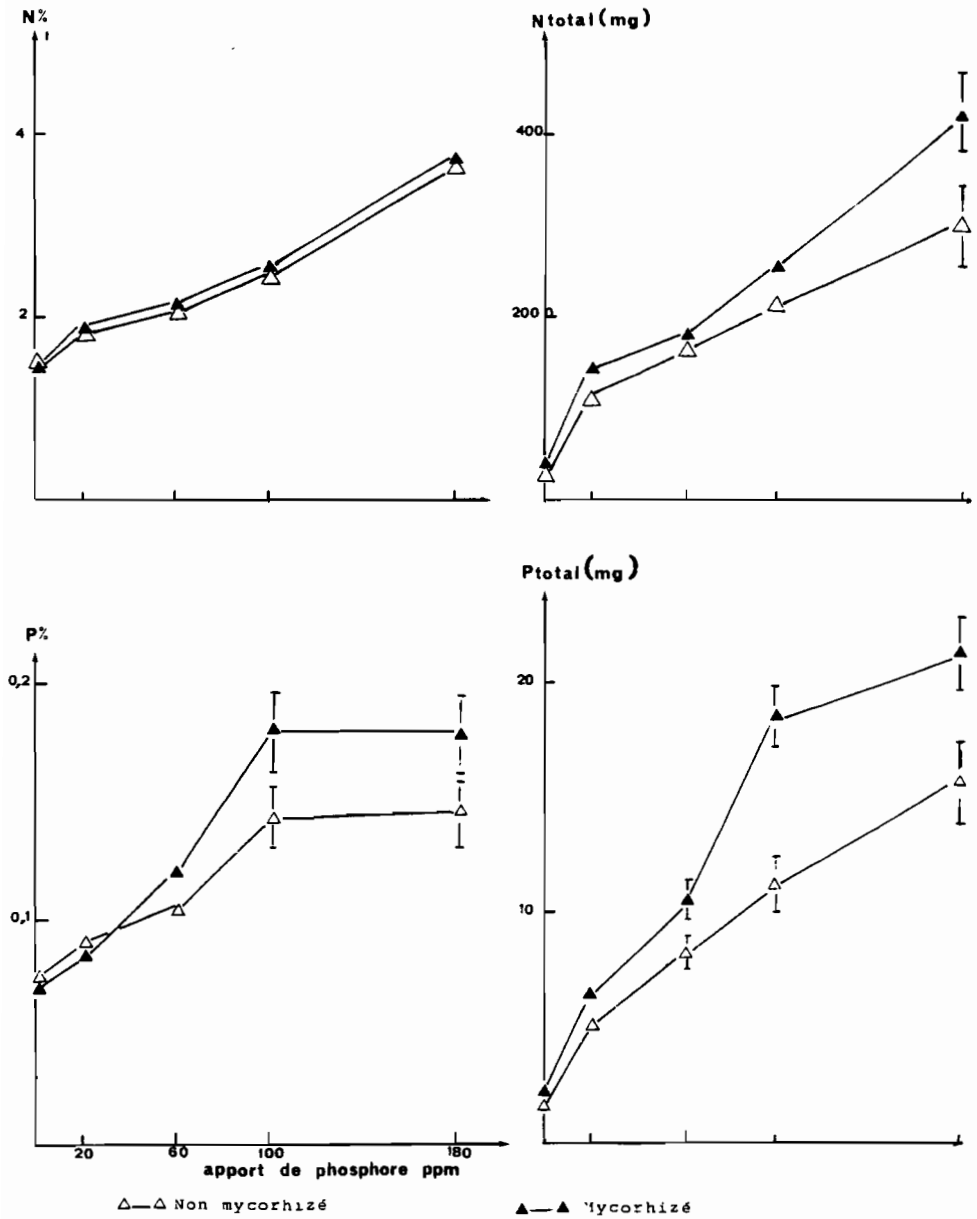 N%
4
2
Ntotal(mg)
400
200
P%
0,2
0,1
20 60 100 180
apport de phosphore ppm
Ptotal(mg)
20
10
Non mycorhizé
Mycorhizé